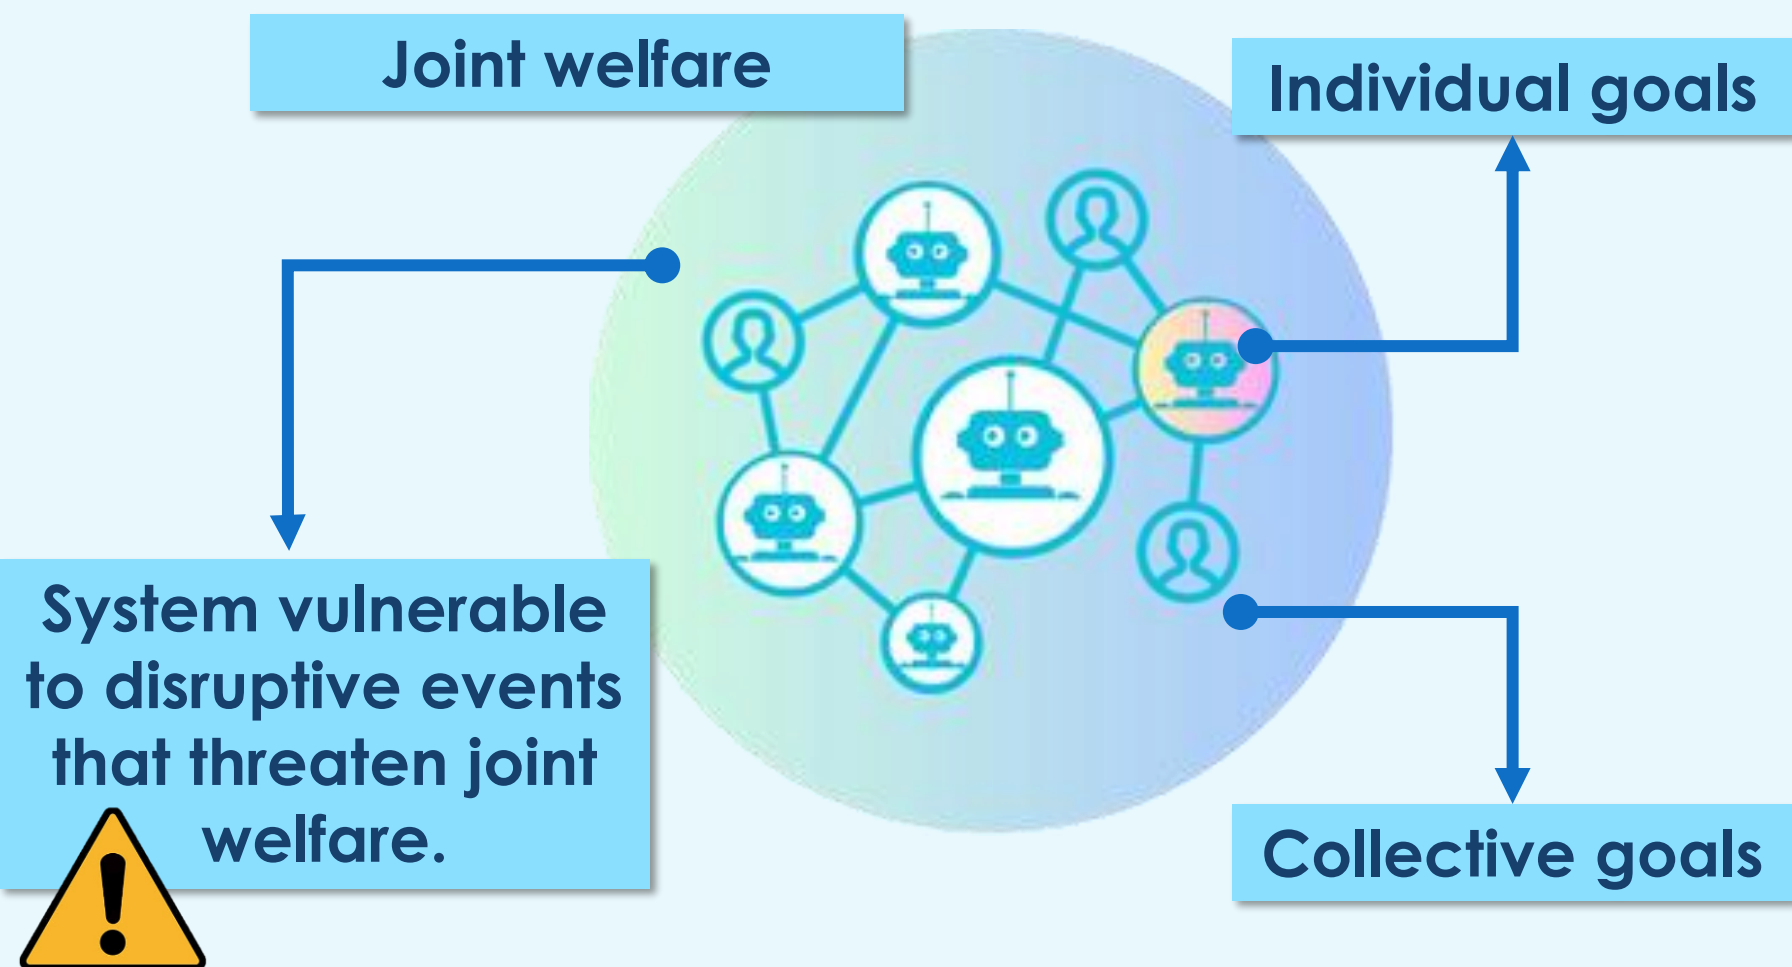 Joint welfare
Individual goals
System vulnerable
to disruptive events
that threaten joint
welfare.
Collective goals